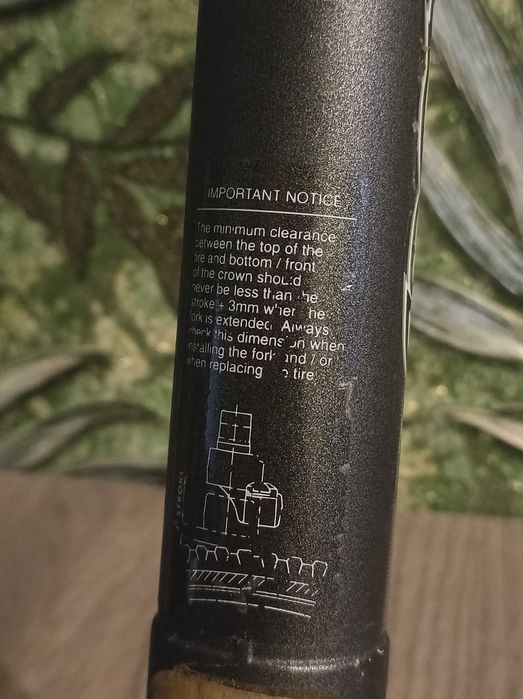 IMPORTANT NOTICE
The minimum clearance
between the top of the
tire and bottom / front
of the crown should
never be less than the
stroke + 3mm when the
fork is extended. Always
check this dimension when
installing the fork and / or
when replacing tire
STROKE